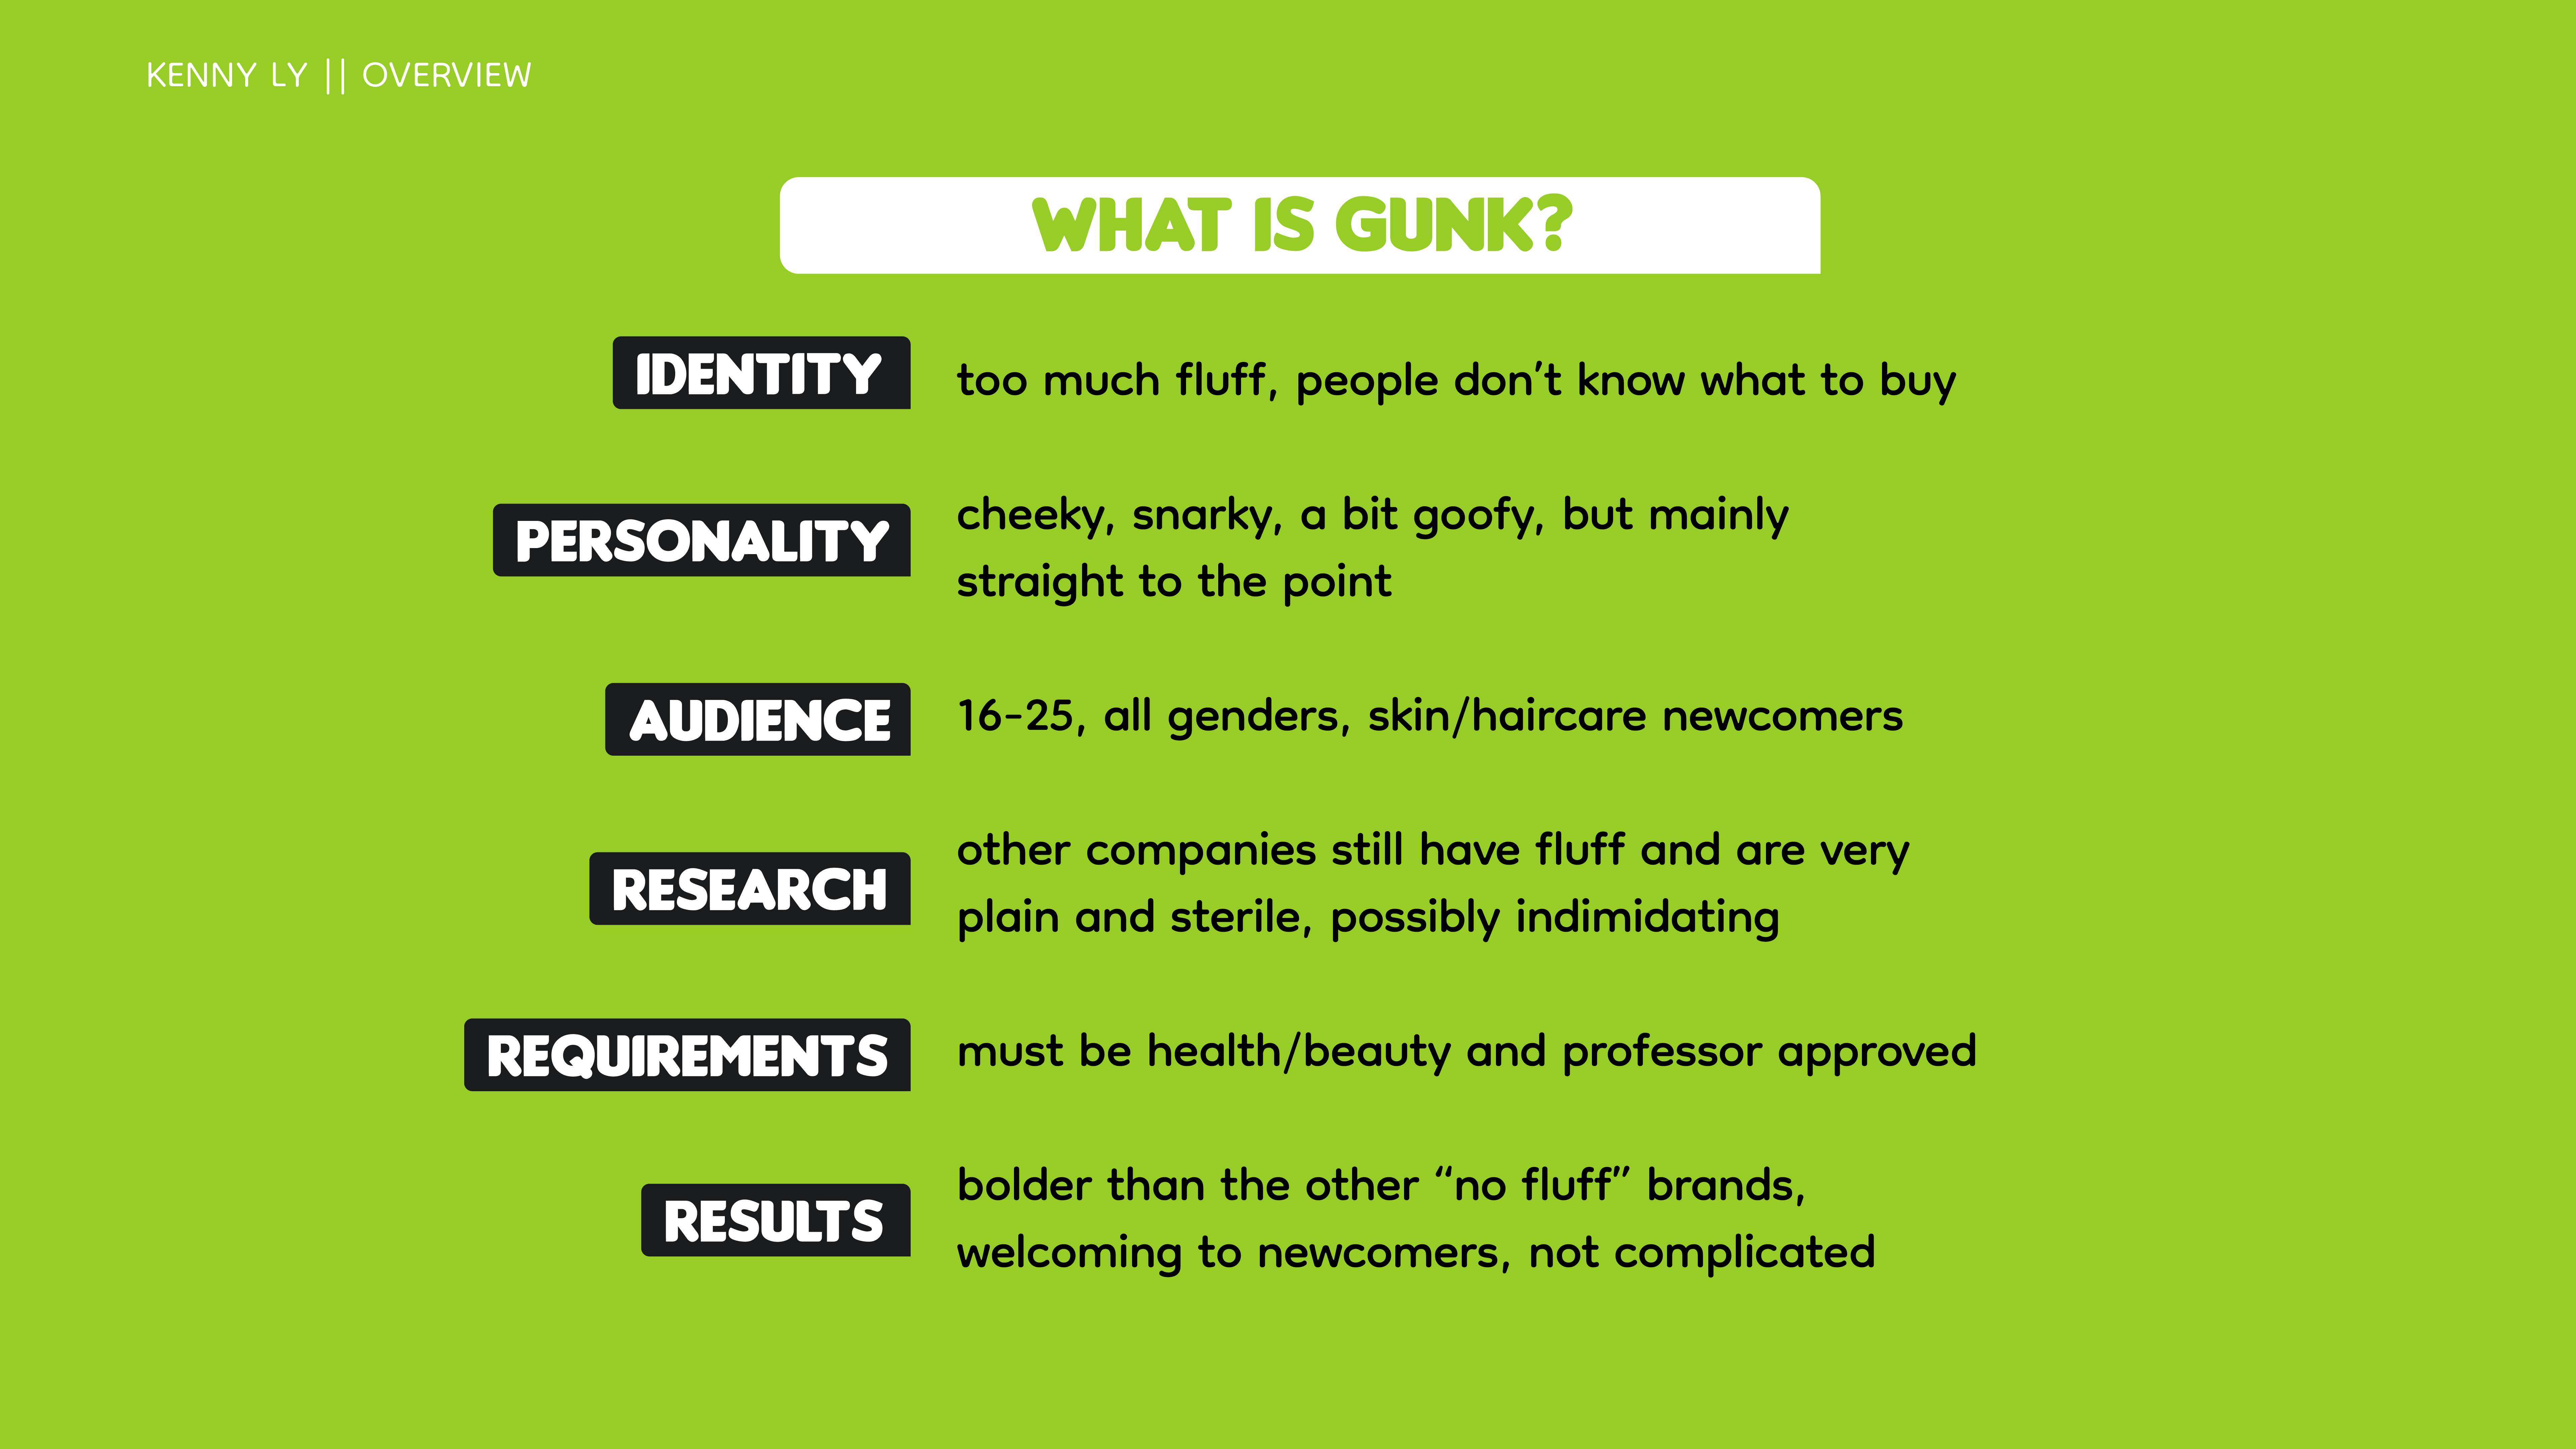 KENNY LY || OVERVIEW
WHAT IS GUNK?
IDENTITY
too much fluff, people don’t know what to buy
PERSONALITY
cheeky, snarky, a bit goofy, but mainly
straight to the point
AUDIENCE
16-25, all genders, skin/haircare newcomers
RESEARCH
other companies still have fluff and are very
plain and sterile, possibly indimidating
REQUIREMENTS
must be health/beauty and professor approved
RESULTS
bolder than the other “no fluff” brands,
welcoming to newcomers, not complicated